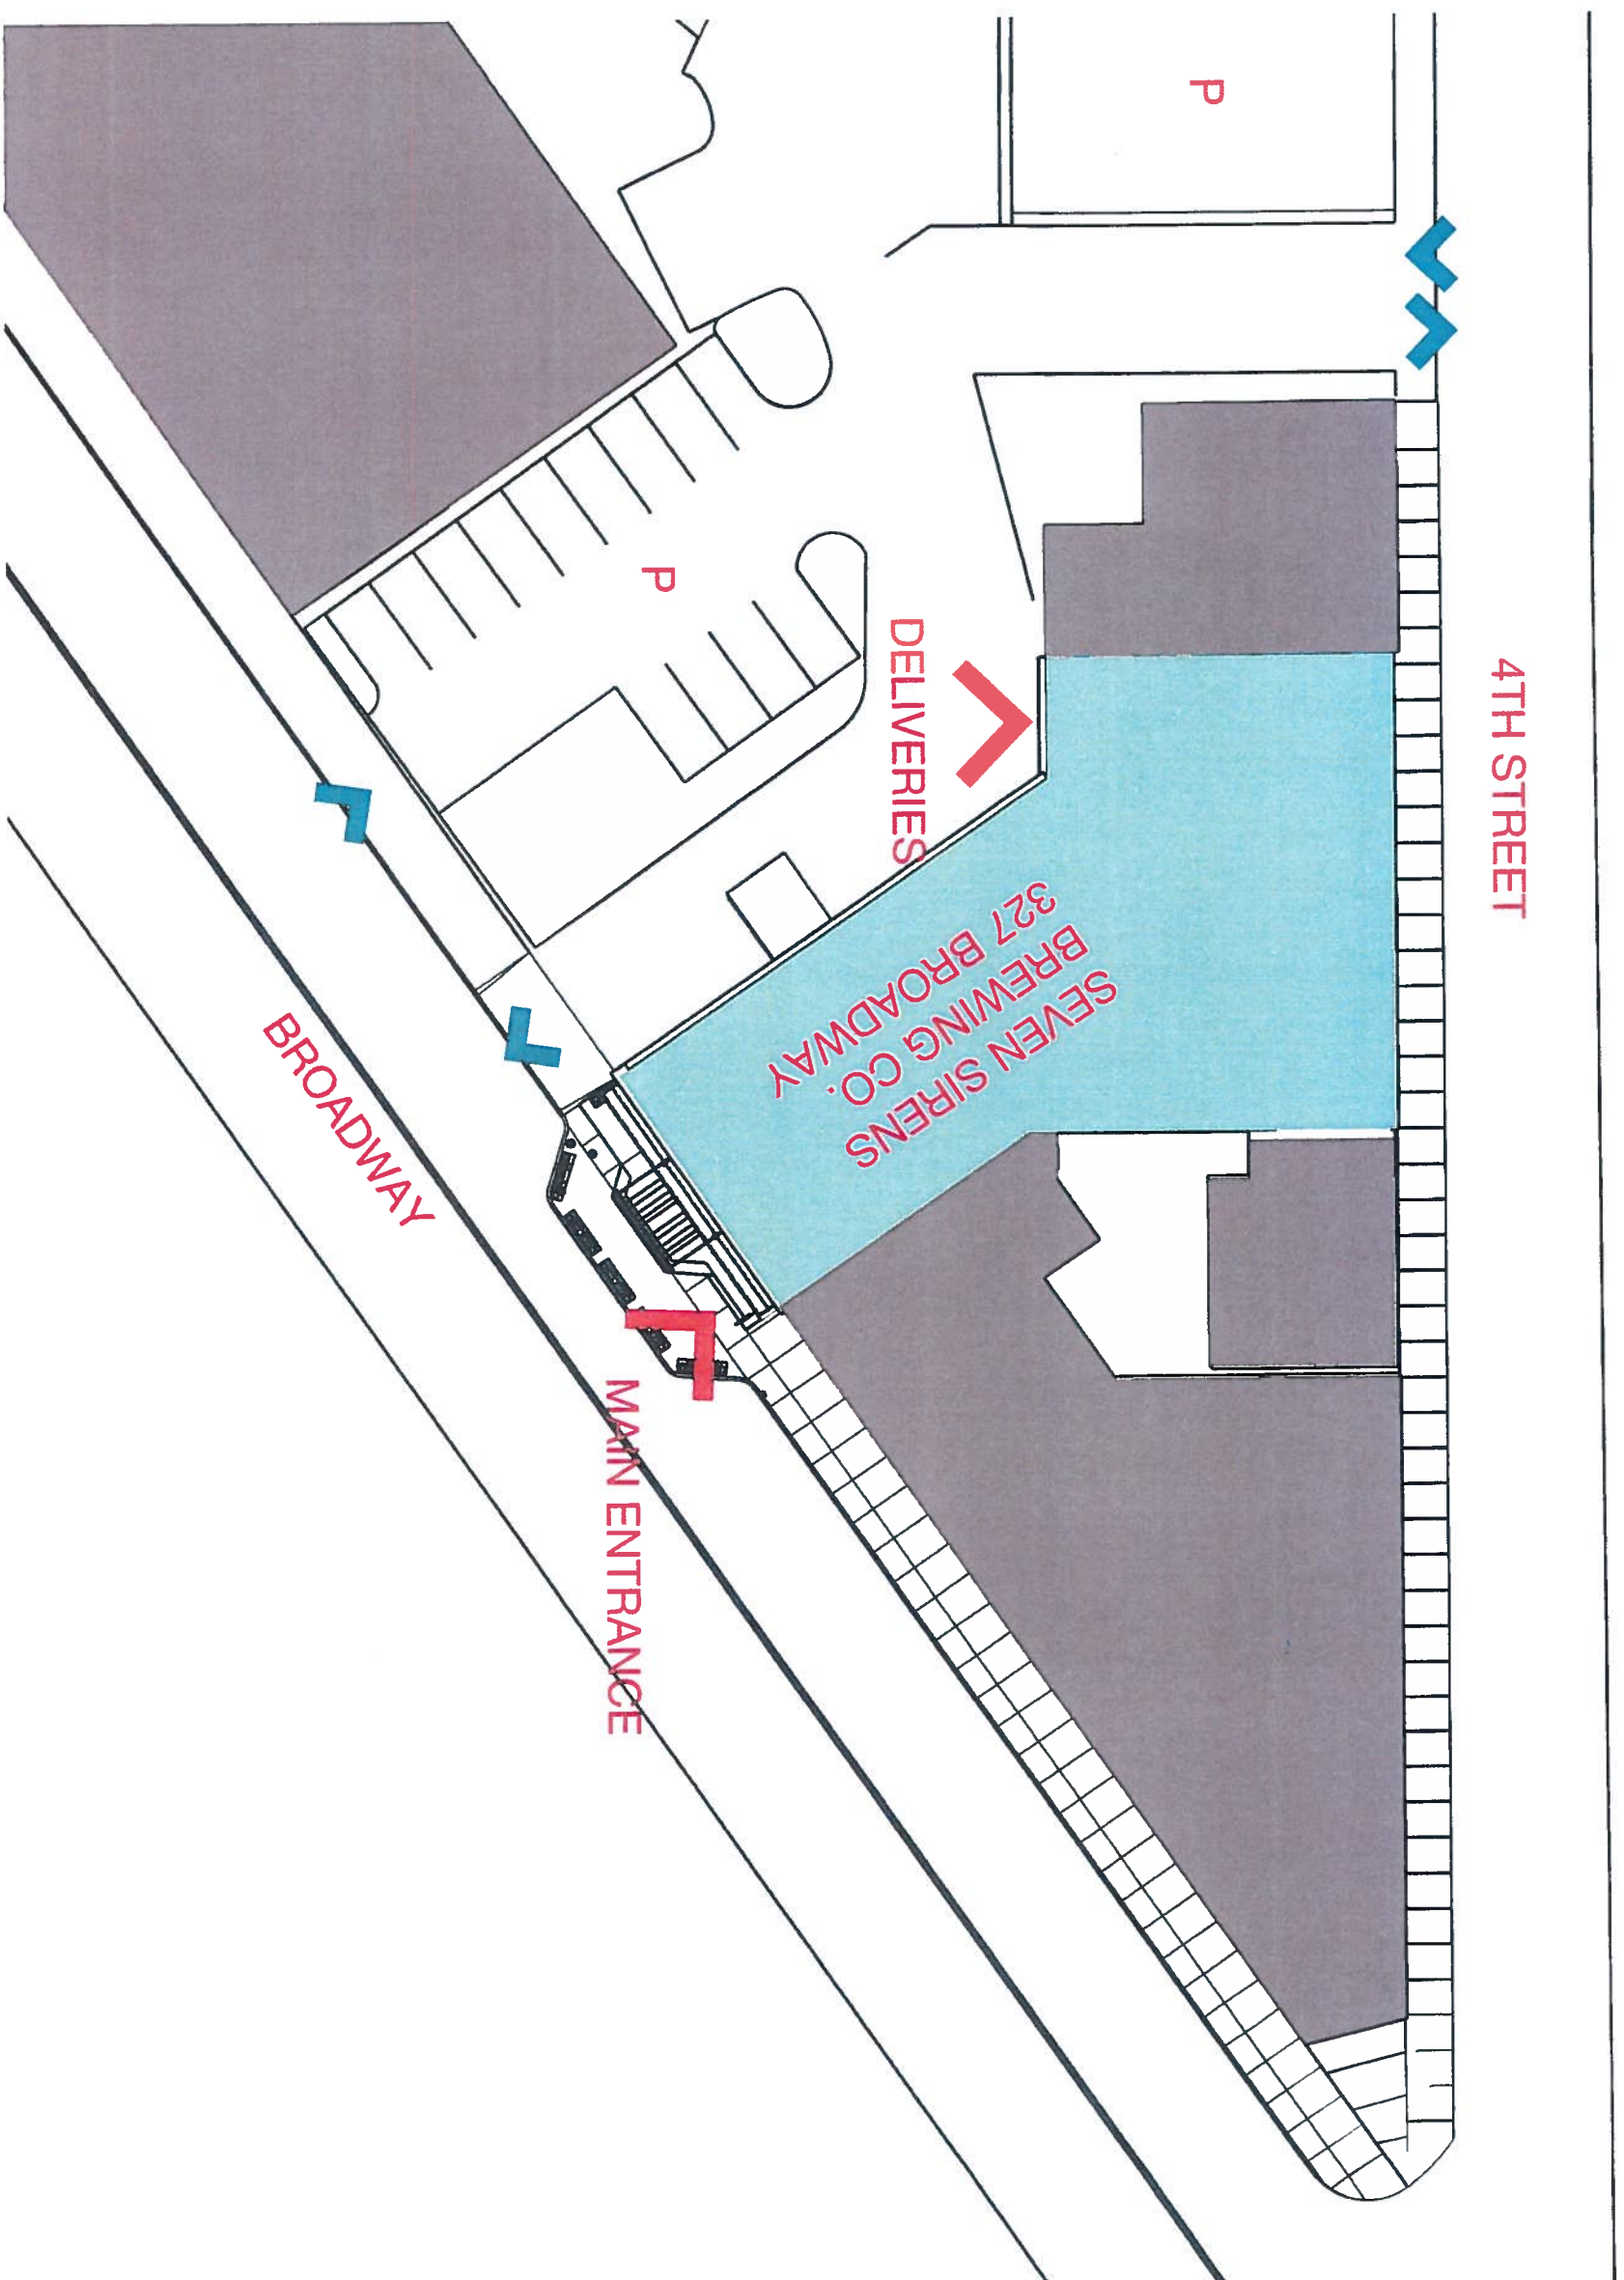 4TH STREET
P
P
DELIVERIES
SEVEN SIRENS
BREWING CO.
327 BROADWAY
BROADWAY
MAIN ENTRANCE